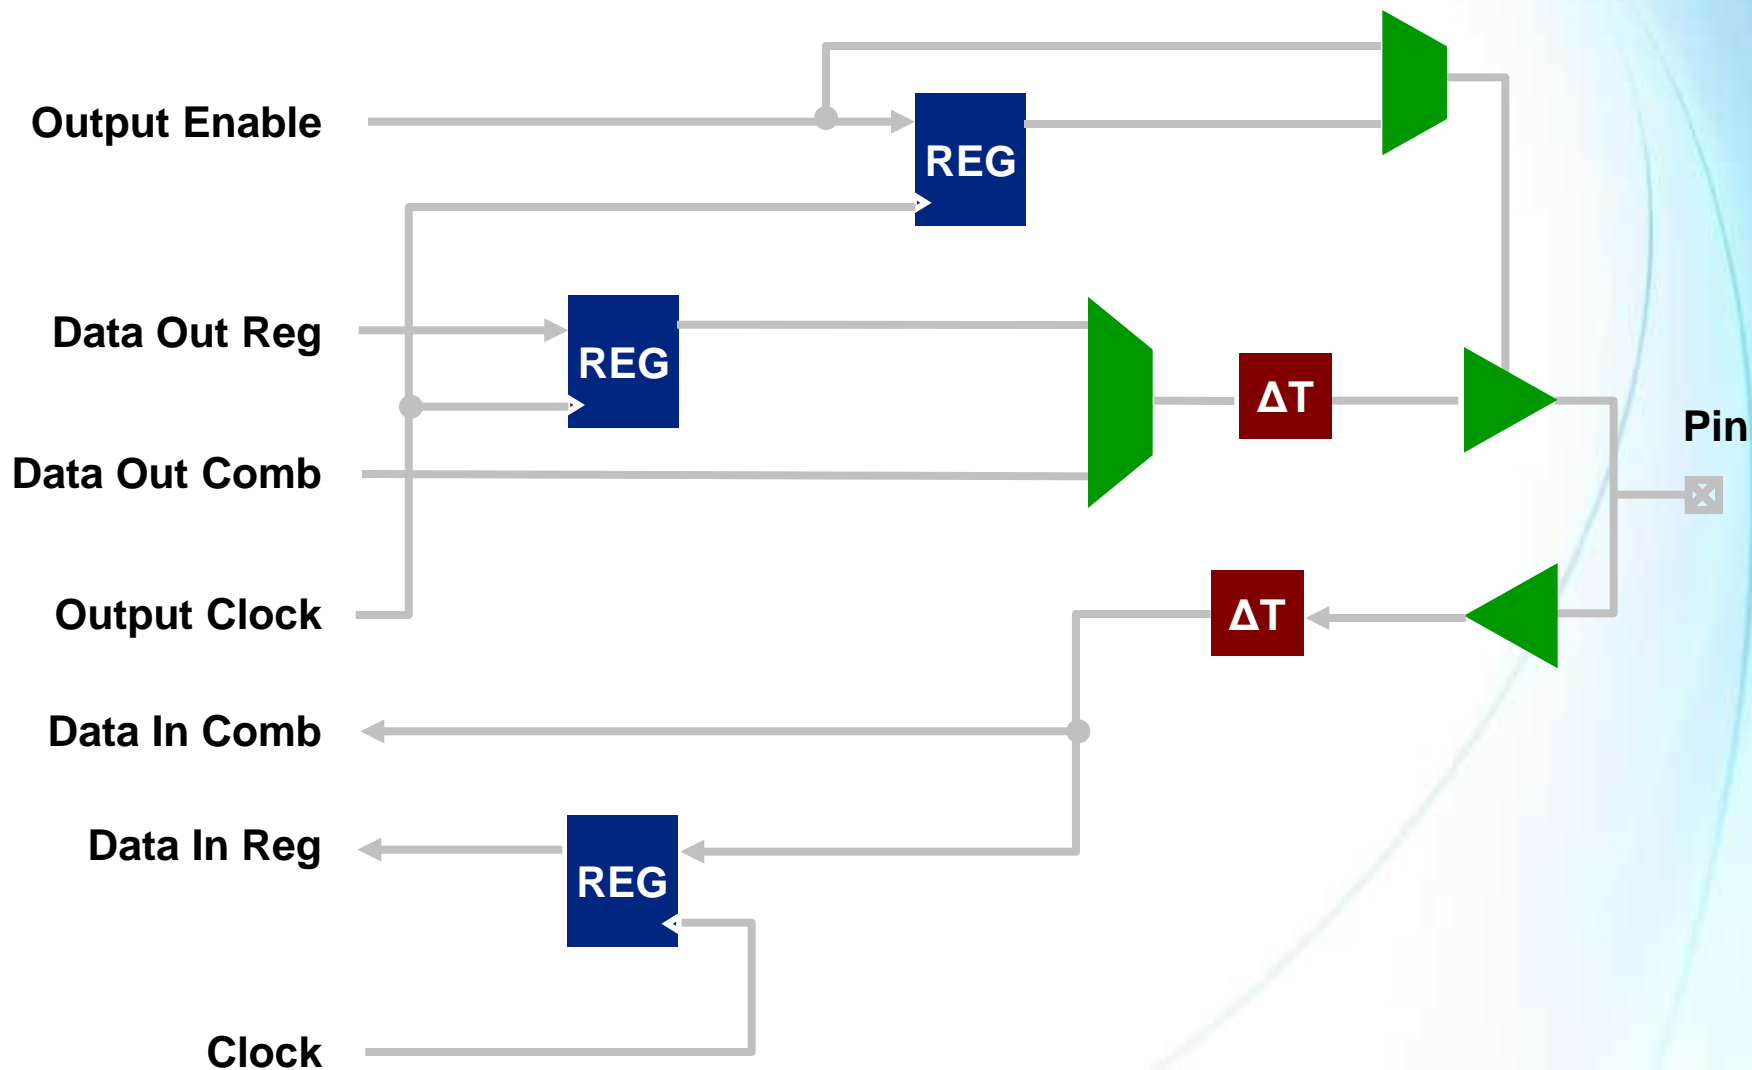 Output Enable
REG
Data Out Reg
REG
ΔT
Pin
Data Out Comb
Output Clock
ΔT
Data In Comb
Data In Reg
REG
Clock